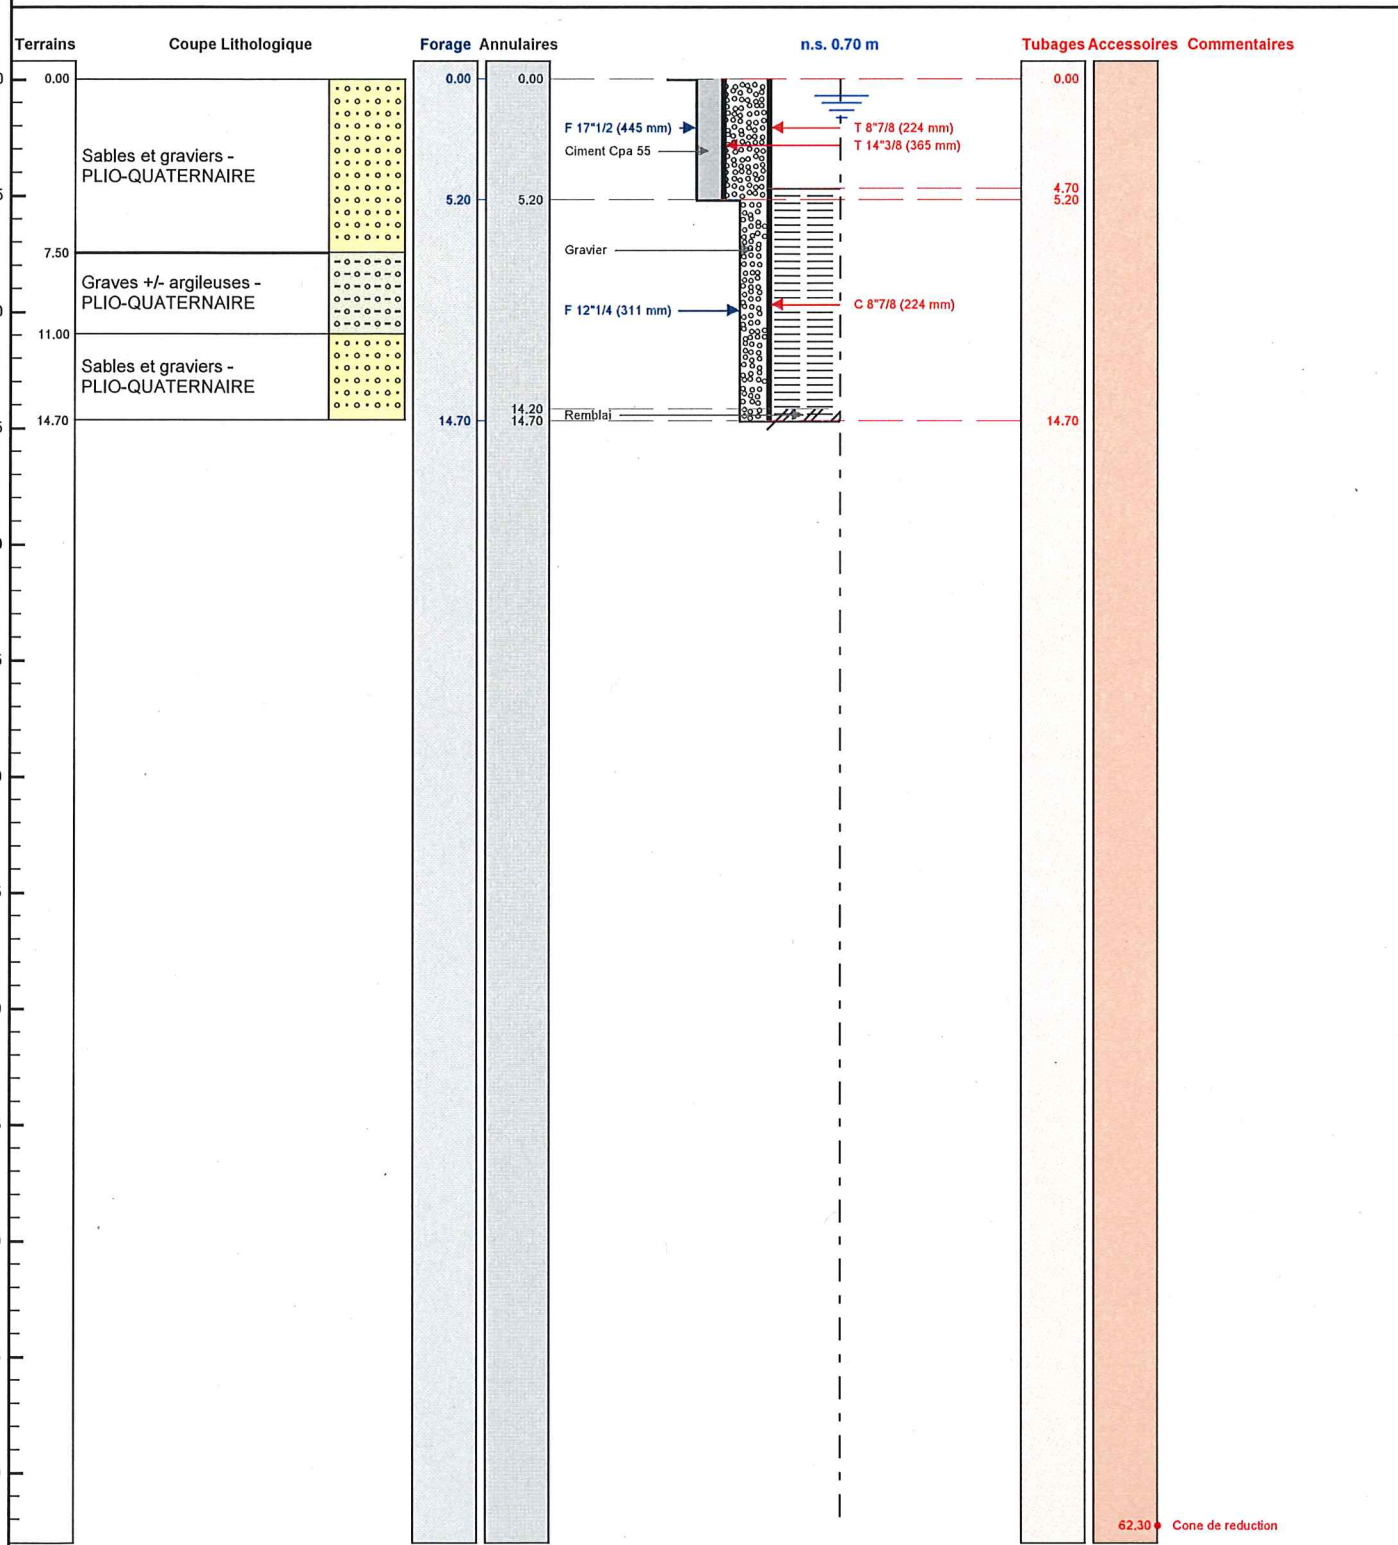 Terrains Coupe Lithologique Forage Annulaires n.s. 0.70 m Tubages Accessoires Commentaires
0.00 0.00 0.00 0.00
F 17"1/2 (445 mm) T 8"7/8 (224 mm)
T 14"3/8 (365 mm)
Ciment Cpa 55
Sables et graviers -
PLIO-QUATERNAIRE
4.70
5.20 5.20 5.20
7.50 Gravier
Graves +/- argileuses -
PLIO-QUATERNAIRE
F 12"1/4 (311 mm) C 8"7/8 (224 mm)
11.00
Sables et graviers -
PLIO-QUATERNAIRE
14.20 Remblai
14.70 14.70 14.70 14.70
62.30 Cone de reduction